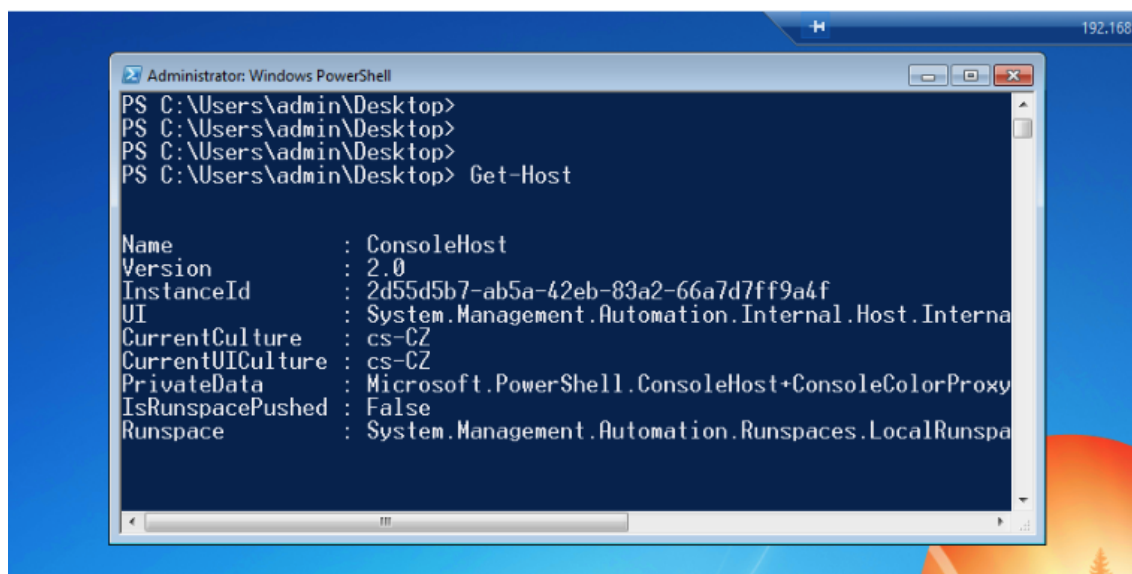 192.168
Administrator: Windows PowerShell
PS C:\Users\admin\Desktop>
PS C:\Users\admin\Desktop>
PS C:\Users\admin\Desktop>
PS C:\Users\admin\Desktop> Get-Host
Name : ConsoleHost
Version : 2.0
InstanceId : 2d55d5b7-ab5a-42eb-83a2-66a7d7ff9a4f
UI : System.Management.Automation.Internal.Host.Interna
CurrentCulture : cs-CZ
CurrentUICulture : cs-CZ
PrivateData : Microsoft.PowerShell.ConsoleHost+ConsoleColorProxy
IsRunspacePushed : False
Runspace : System.Management.Automation.Runspaces.LocalRunspa